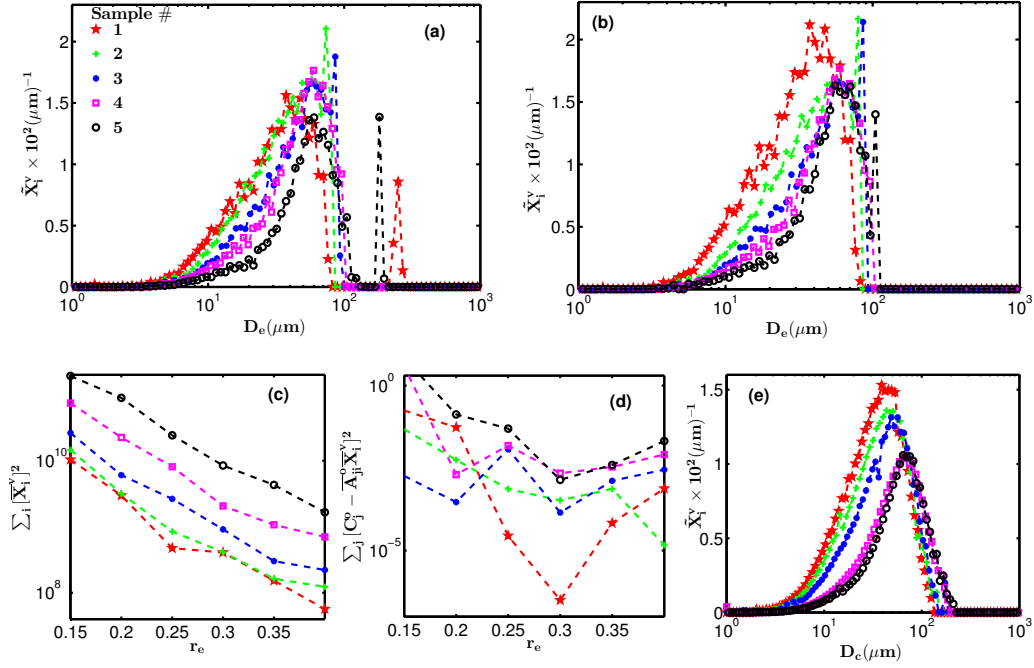 Sample #
1
2
3
4
5
(a)
2
1.5
1
0.5
0
X̃ᵢᵛ × 10²(μm)⁻¹
10⁰ 10¹ 10² 10³
Dₑ(μm)
(b)
2
1.5
1
0.5
0
X̃ᵢᵛ × 10²(μm)⁻¹
10⁰ 10¹ 10² 10³
Dₑ(μm)
(c)
10¹⁰
10⁸
∑ᵢ[X̅ᵢᵛ]²
0.15 0.2 0.25 0.3 0.35
rₑ
(d)
10⁰
10⁻⁵
∑ⱼ[Cⱼᵒ − A̅ⱼᵢᵒX̅ᵢᵛ]²
0.15 0.2 0.25 0.3 0.35
rₑ
(e)
1.5
1
0.5
0
X̃ᵢᵛ × 10²(μm)⁻¹
10⁰ 10¹ 10² 10³
D_c(μm)